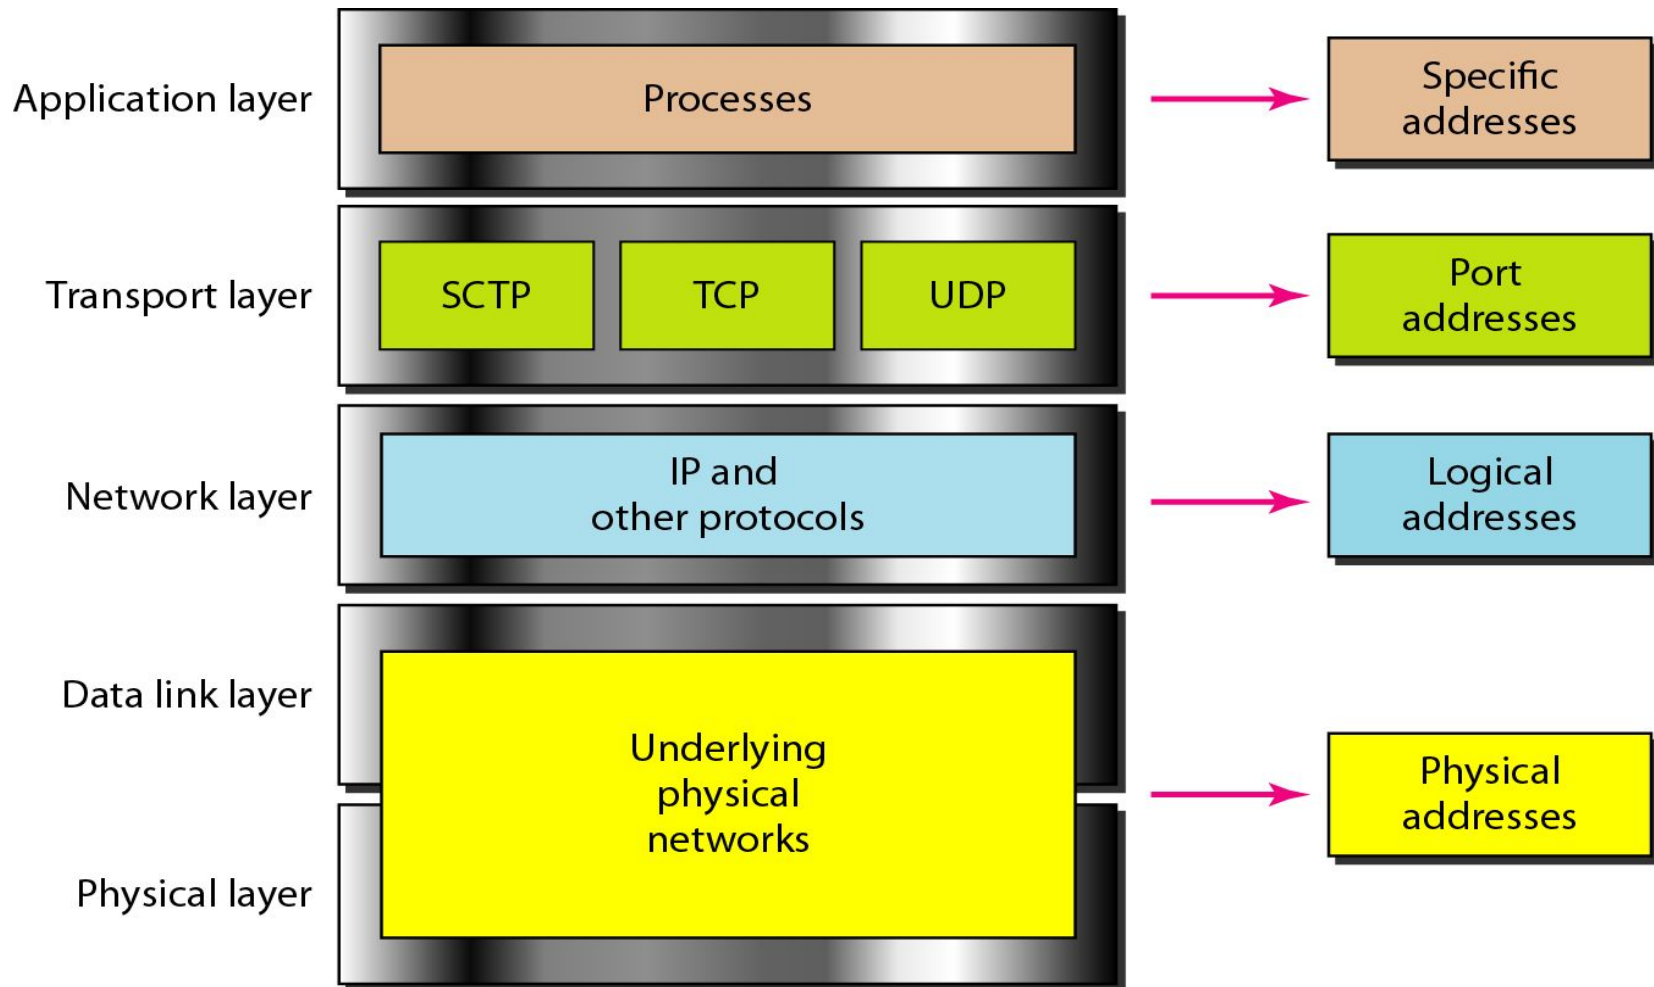 Application layer
Processes
Specific
addresses
Transport layer
SCTP
TCP
UDP
Port
addresses
Network layer
IP and
other protocols
Logical
addresses
Data link layer
Underlying
physical
networks
Physical
addresses
Physical layer